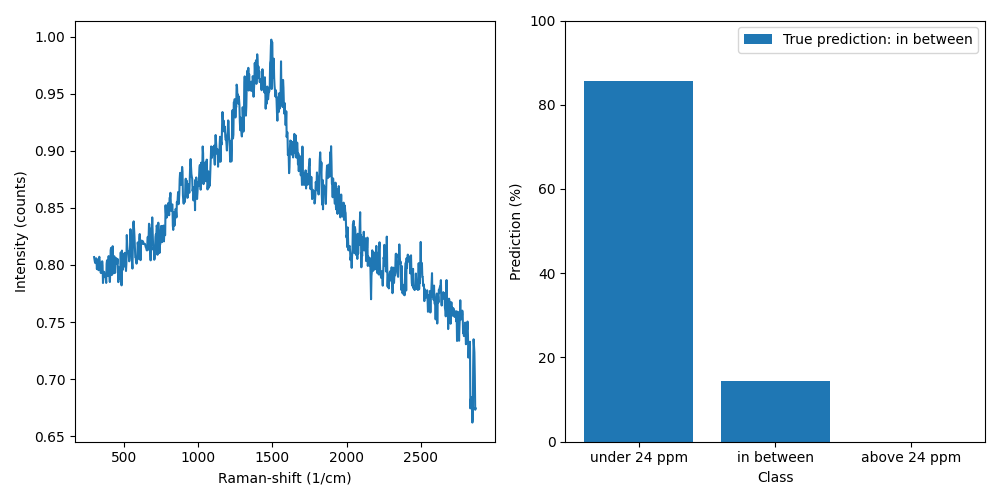 1.00
0.95
0.90
0.85
0.80
0.75
0.70
0.65
Intensity (counts)
500 1000 1500 2000 2500
Raman-shift (1/cm)
100
80
60
40
20
0
Prediction (%)
True prediction: in between
under 24 ppm in between above 24 ppm
Class